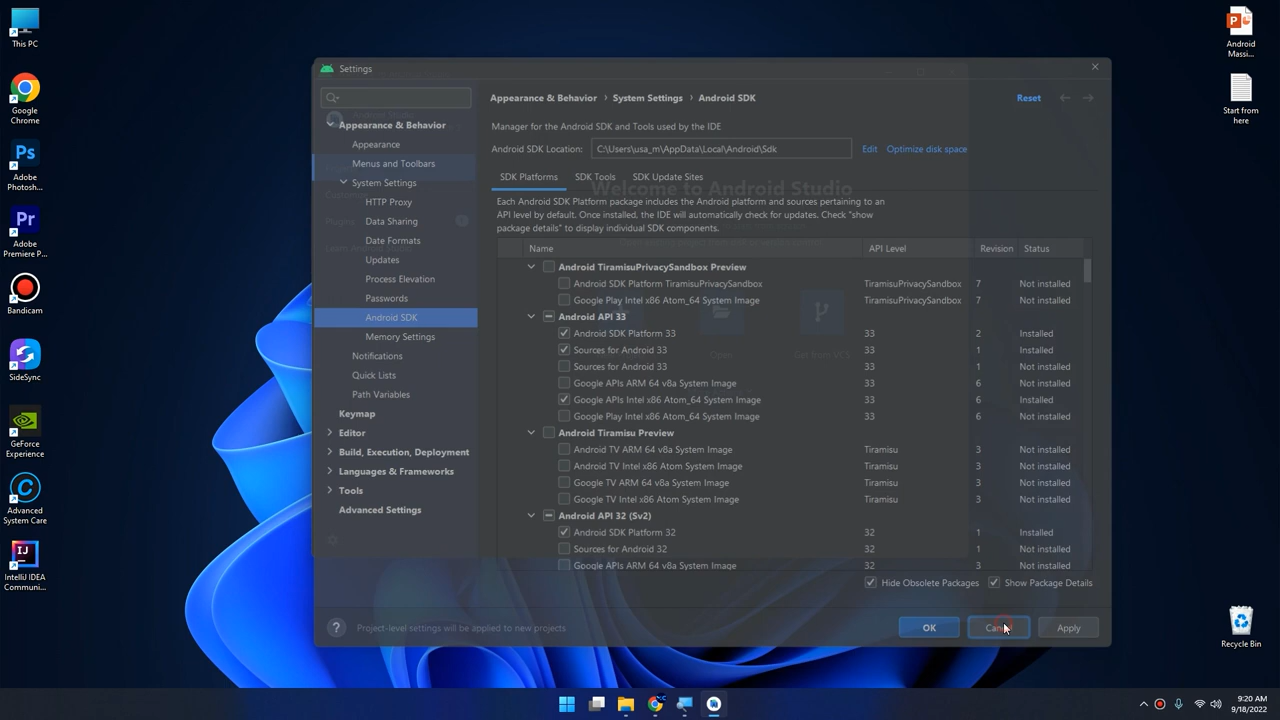 This PC
Google
Chrome
Adobe
Photosh...
Adobe
Premiere P...
Bandicam
SideSync
GeForce
Experience
Advanced
System Care
IntelliJ IDEA
Communi...
Settings
Appearance & Behavior
Appearance
Menus and Toolbars
System Settings
HTTP Proxy
Data Sharing
Date Formats
Updates
Process Elevation
Passwords
Android SDK
Memory Settings
Notifications
Quick Lists
Path Variables
Keymap
Editor
Build, Execution, Deployment
Languages & Frameworks
Tools
Advanced Settings
Plugins
Appearance & Behavior > System Settings > Android SDK
Reset
Manager for the Android SDK and Tools used by the IDE
Android SDK Location: C:\Users\usa_m\AppData\Local\Android\Sdk Edit Optimize disk space
SDK Platforms SDK Tools SDK Update Sites
Welcome to Android Studio
Each Android SDK Platform package includes the Android platform and sources pertaining to an
API level by default. Once installed, the IDE will automatically check for updates. Check "show
package details" to display individual SDK components.
Name API Level Revision Status
Android TiramisuPrivacySandbox Preview
Android SDK Platform TiramisuPrivacySandbox TiramisuPrivacySandbox 7 Not installed
Google Play Intel x86 Atom_64 System Image TiramisuPrivacySandbox 7 Not installed
Android API 33
Android SDK Platform 33 33 2 Installed
Sources for Android 33 33 1 Installed
Open Get from VCS
Sources for Android 33 33 1 Not installed
Google APIs ARM 64 v8a System Image 33 6 Not installed
Google APIs Intel x86 Atom_64 System Image 33 6 Installed
Google Play Intel x86 Atom_64 System Image 33 6 Not installed
Android Tiramisu Preview
Android TV ARM 64 v8a System Image Tiramisu 3 Not installed
Android TV Intel x86 Atom System Image Tiramisu 3 Not installed
Google TV ARM 64 v8a System Image Tiramisu 3 Not installed
Google TV Intel x86 Atom System Image Tiramisu 3 Not installed
Android API 32 (Sv2)
Android SDK Platform 32 32 1 Installed
Sources for Android 32 32 1 Not installed
Google APIs ARM 64 v8a System Image 32 3 Not installed
Hide Obsolete Packages Show Package Details
? Project-level settings will be applied to new projects
OK Cancel Apply
Android
Massi...
Start from
here
Recycle Bin
9:20 AM
9/18/2022